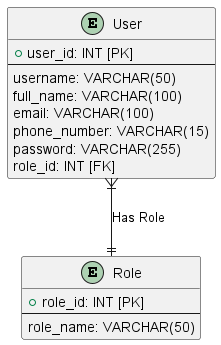 E User
user_id: INT [PK]
username: VARCHAR(50)
full_name: VARCHAR(100)
email: VARCHAR(100)
phone_number: VARCHAR(15)
password: VARCHAR(255)
role_id: INT [FK]
Has Role
E Role
role_id: INT [PK]
role_name: VARCHAR(50)